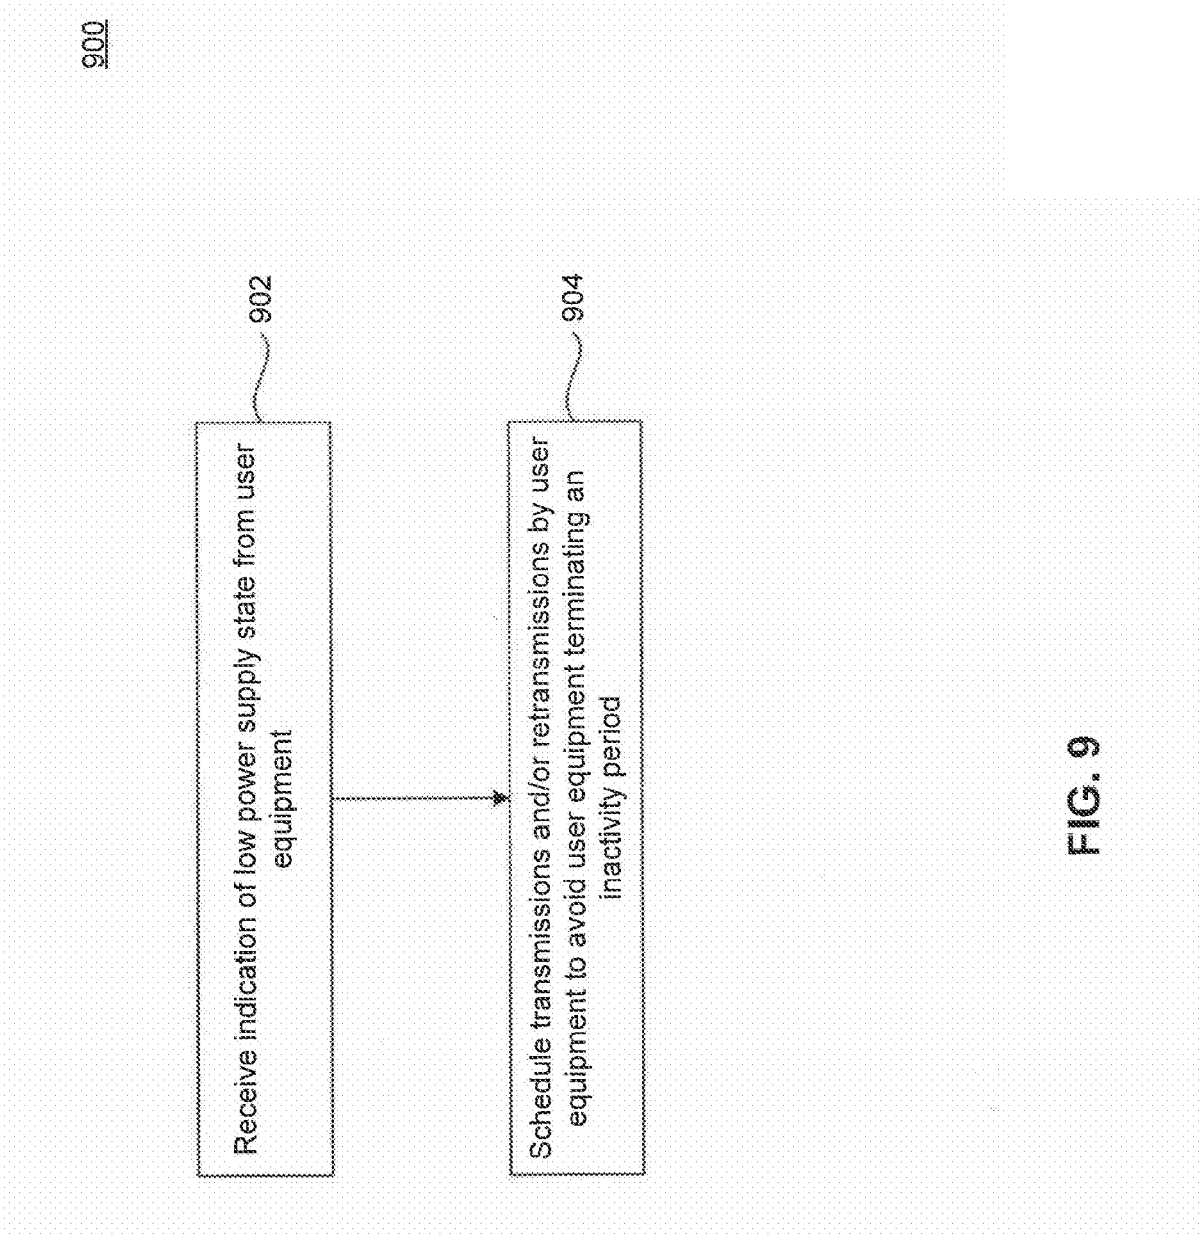 900
Receive indication of low power supply state from user
equipment
902
Schedule transmissions and/or retransmissions by user
equipment to avoid user equipment terminating an
inactivity period
904
FIG. 9